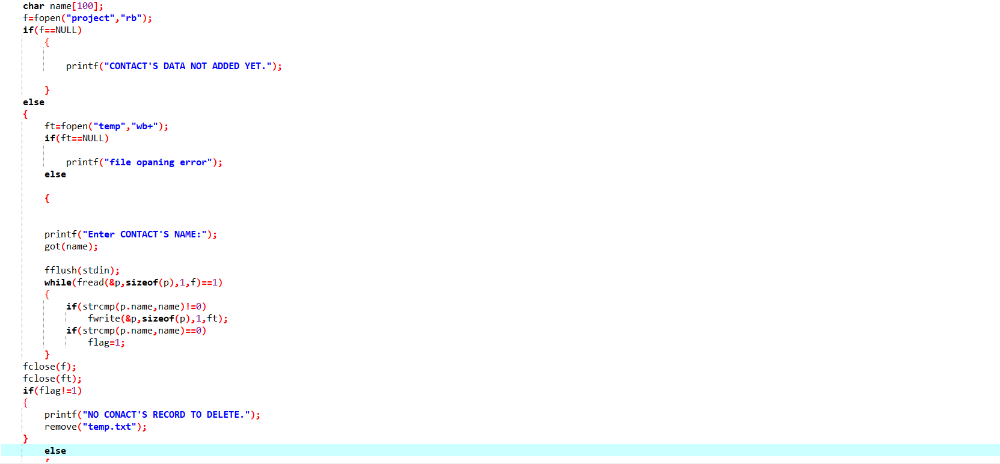 char name[100];
f=fopen("project","rb");
if(f==NULL)
{
printf("CONTACT'S DATA NOT ADDED YET.");
}
else
{
ft=fopen("temp","wb+");
if(ft==NULL)
printf("file opaning error");
else
{
printf("Enter CONTACT'S NAME:");
got(name);
fflush(stdin);
while(fread(&p,sizeof(p),1,f)==1)
{
if(strcmp(p.name,name)!=0)
fwrite(&p,sizeof(p),1,ft);
if(strcmp(p.name,name)==0)
flag=1;
}
fclose(f);
fclose(ft);
if(flag!=1)
{
printf("NO CONACT'S RECORD TO DELETE.");
remove("temp.txt");
}
else
{